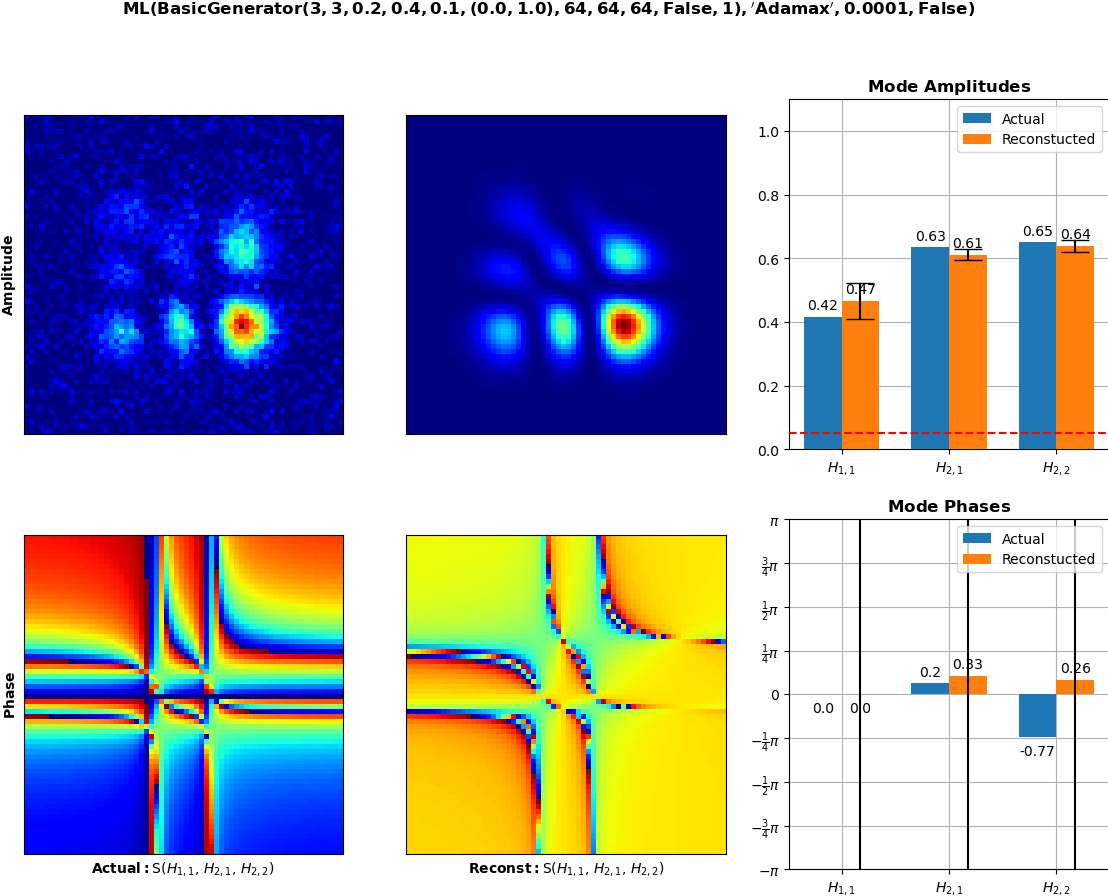 ML(BasicGenerator(3, 3, 0.2, 0.4, 0.1, (0.0, 1.0), 64, 64, 64, False, 1), ′Adamax′, 0.0001, False)
Amplitude
Mode Amplitudes
Actual
Reconstucted
1.0
0.8
0.6
0.4
0.2
0.0
0.42
0.47
0.63
0.61
0.65
0.64
H1,1
H2,1
H2,2
Phase
Actual: S(H1,1, H2,1, H2,2)
Reconst: S(H1,1, H2,1, H2,2)
Mode Phases
Actual
Reconstucted
π
3/4π
1/2π
1/4π
0
−1/4π
−1/2π
−3/4π
−π
0.0
0.0
0.2
0.33
-0.77
0.26
H1,1
H2,1
H2,2